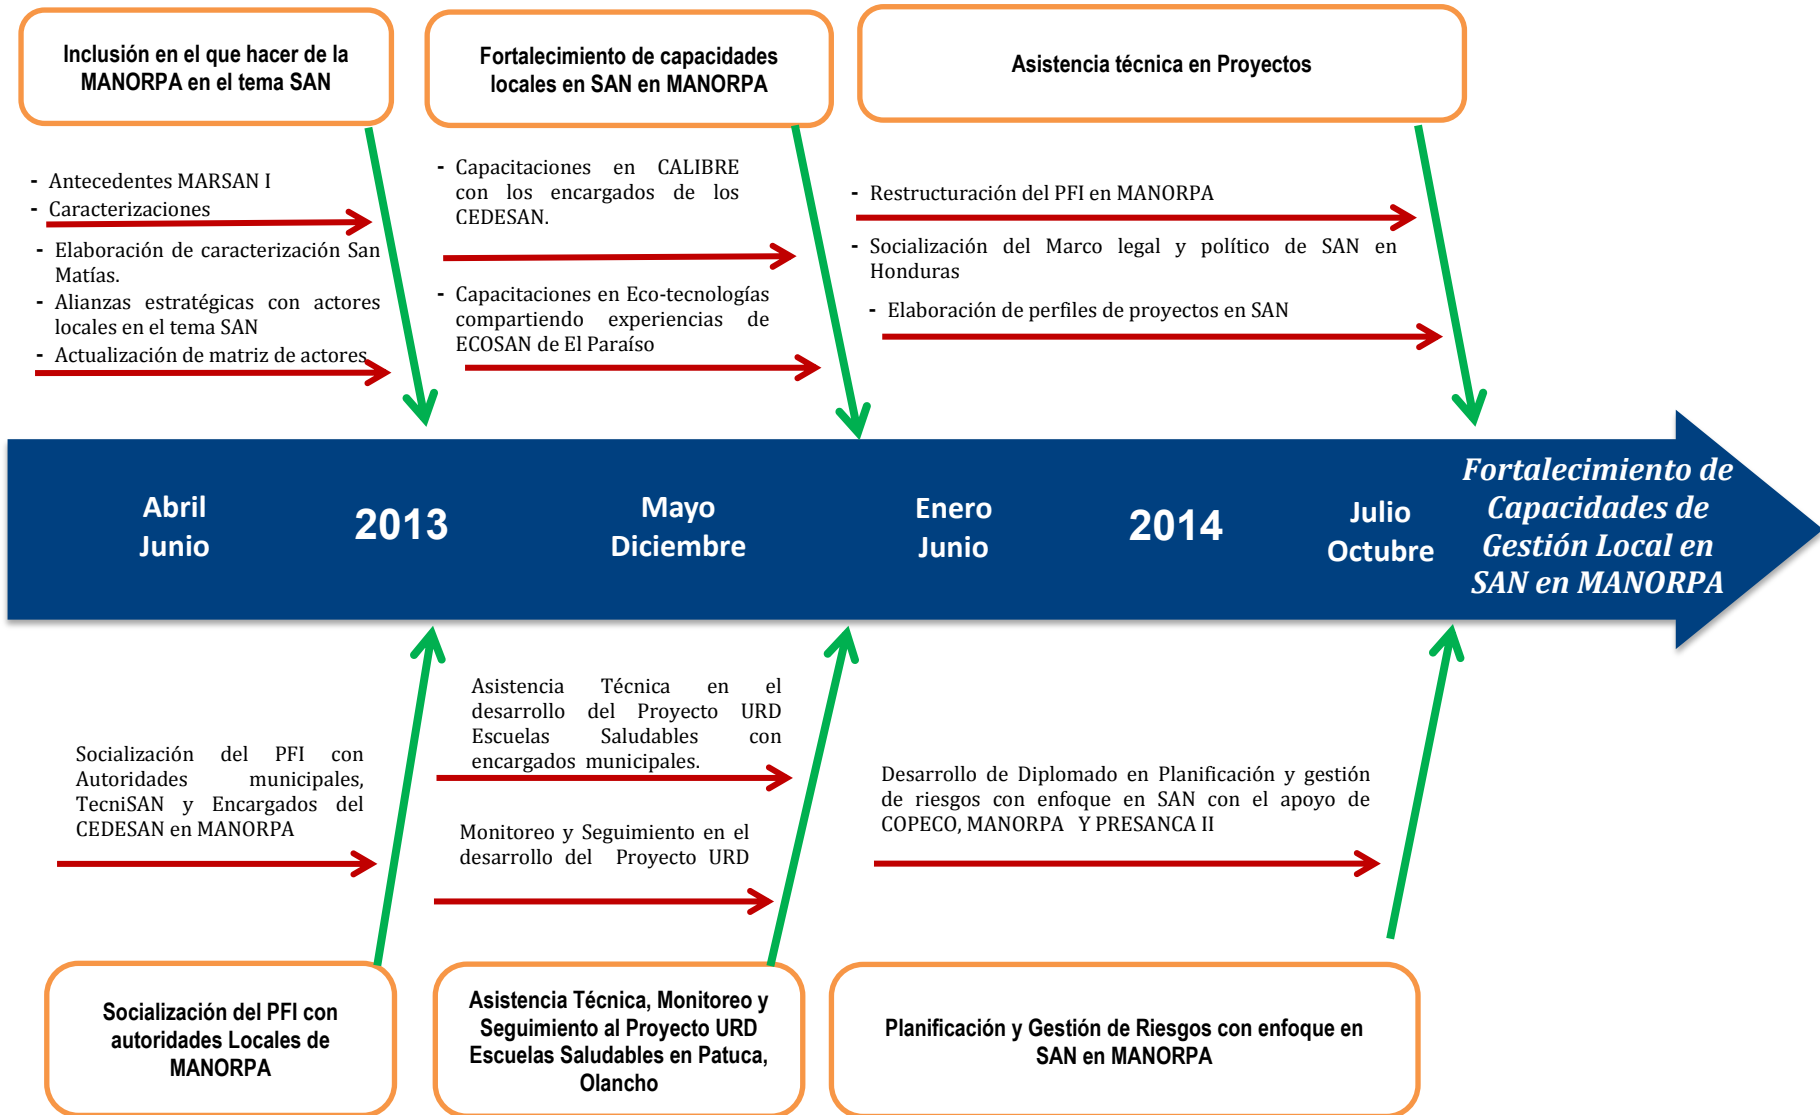 Inclusión en el que hacer de la
MANORPA en el tema SAN
Fortalecimiento de capacidades
locales en SAN en MANORPA
Asistencia técnica en Proyectos
- Antecedentes MARSAN I
- Caracterizaciones
- Elaboración de caracterización San
Matías.
- Alianzas estratégicas con actores
locales en el tema SAN
- Actualización de matriz de actores
- Capacitaciones en CALIBRE
con los encargados de los
CEDESAN.
- Capacitaciones en Eco-tecnologías
compartiendo experiencias de
ECOSAN de El Paraíso
- Restructuración del PFI en MANORPA
- Socialización del Marco legal y político de SAN en
Honduras
- Elaboración de perfiles de proyectos en SAN
Abril
Junio
2013
Mayo
Diciembre
Enero
Junio
2014
Julio
Octubre
Fortalecimiento de
Capacidades de
Gestión Local en
SAN en MANORPA
Socialización del PFI con
Autoridades municipales,
TecniSAN y Encargados del
CEDESAN en MANORPA
Asistencia Técnica en el
desarrollo del Proyecto URD
Escuelas Saludables con
encargados municipales.
Monitoreo y Seguimiento en el
desarrollo del Proyecto URD
Desarrollo de Diplomado en Planificación y gestión
de riesgos con enfoque en SAN con el apoyo de
COPECO, MANORPA Y PRESANCA II
Socialización del PFI con
autoridades Locales de
MANORPA
Asistencia Técnica, Monitoreo y
Seguimiento al Proyecto URD
Escuelas Saludables en Patuca,
Olancho
Planificación y Gestión de Riesgos con enfoque en
SAN en MANORPA